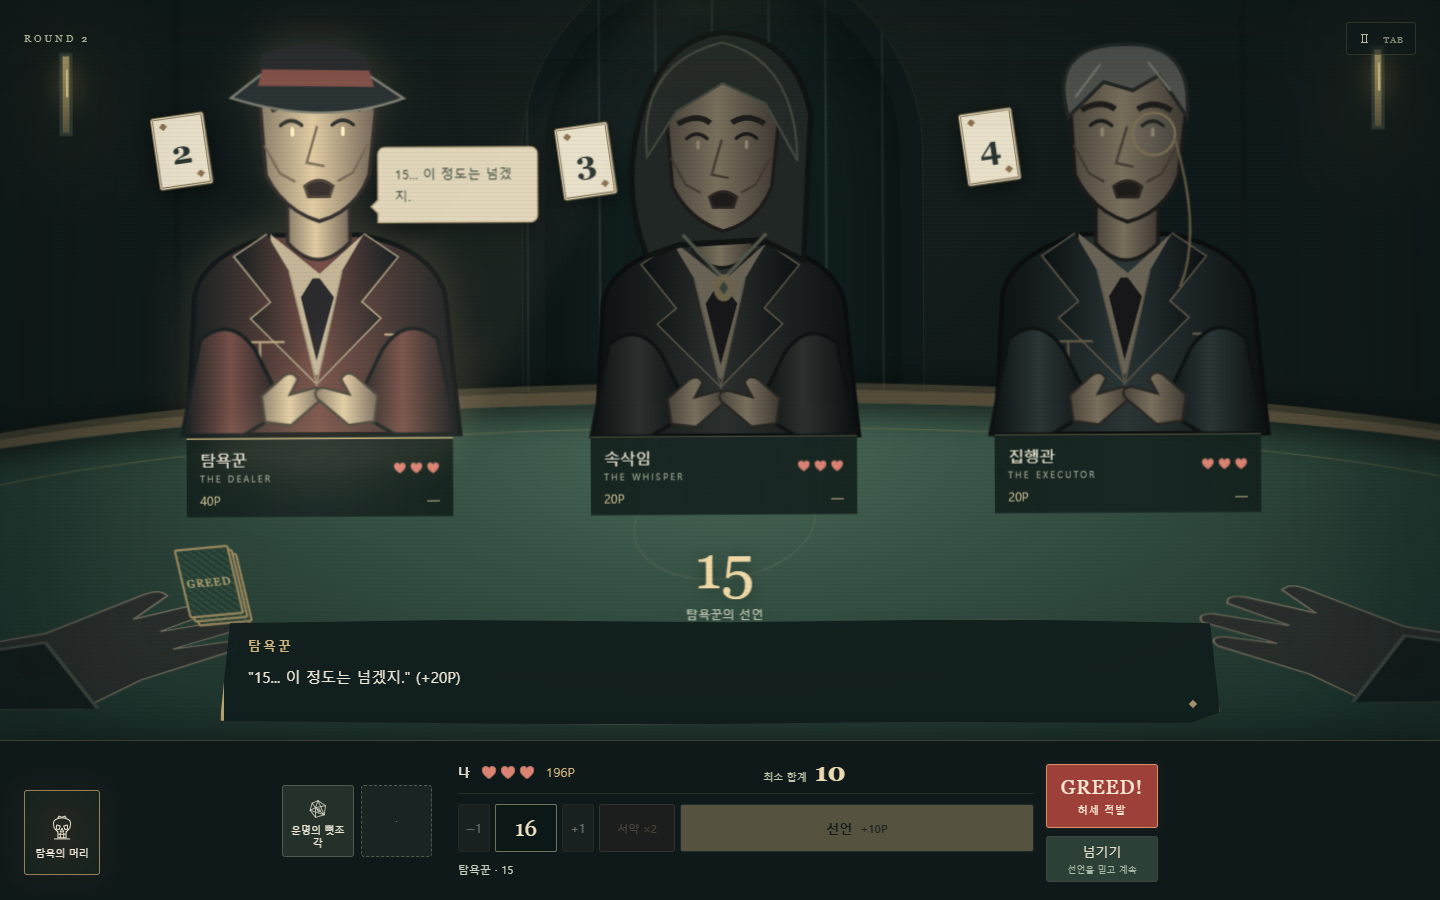 ROUND 2
II TAB
2
15... 이 정도는 넘겠
지.
3
4
탐욕꾼
THE DEALER
40P —
속삭임
THE WHISPER
20P —
집행관
THE EXECUTOR
20P —
GREED
15
탐욕꾼의 선언
탐욕꾼
"15... 이 정도는 넘겠지." (+20P)
탐욕의 머리
운명의 뼛조
각
나 196P
최소 합계 10
−1 16 +1 서약 ×2 선언 +10P
탐욕꾼 · 15
GREED!
허세 적발
넘기기
선언을 믿고 계속